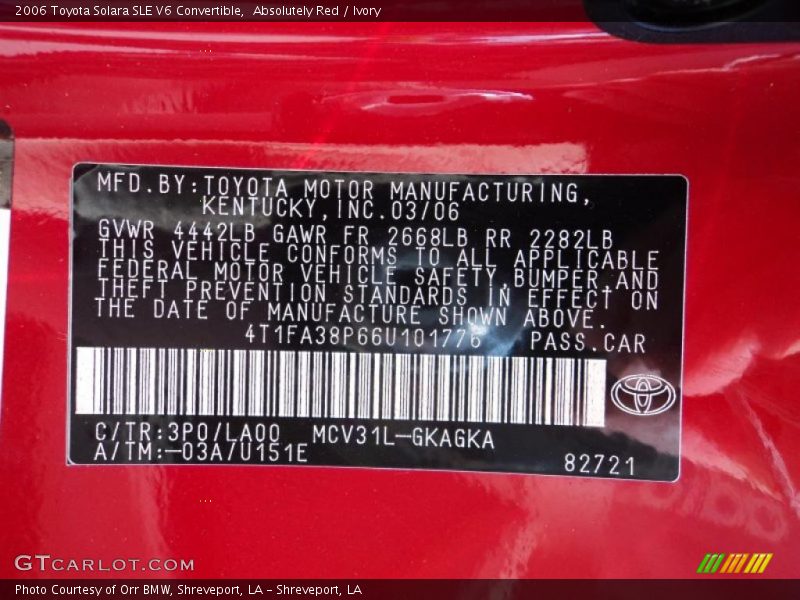 2006 Toyota Solara SLE V6 Convertible,  Absolutely Red / Ivory
MFD.BY:TOYOTA MOTOR MANUFACTURING,
KENTUCKY,INC.03/06
GVWR 4442LB GAWR FR 2668LB RR 2282LB
THIS VEHICLE CONFORMS TO ALL APPLICABLE
FEDERAL MOTOR VEHICLE SAFETY,BUMPER,AND
THEFT PREVENTION STANDARDS IN EFFECT ON
THE DATE OF MANUFACTURE SHOWN ABOVE.
4T1FA38P66U101776 PASS.CAR
C/TR:3P0/LA00 MCV31L-GKAGKA
A/TM:-03A/U151E
82721
GTCARLOT.COM
Photo Courtesy of Orr BMW, Shreveport, LA - Shreveport, LA